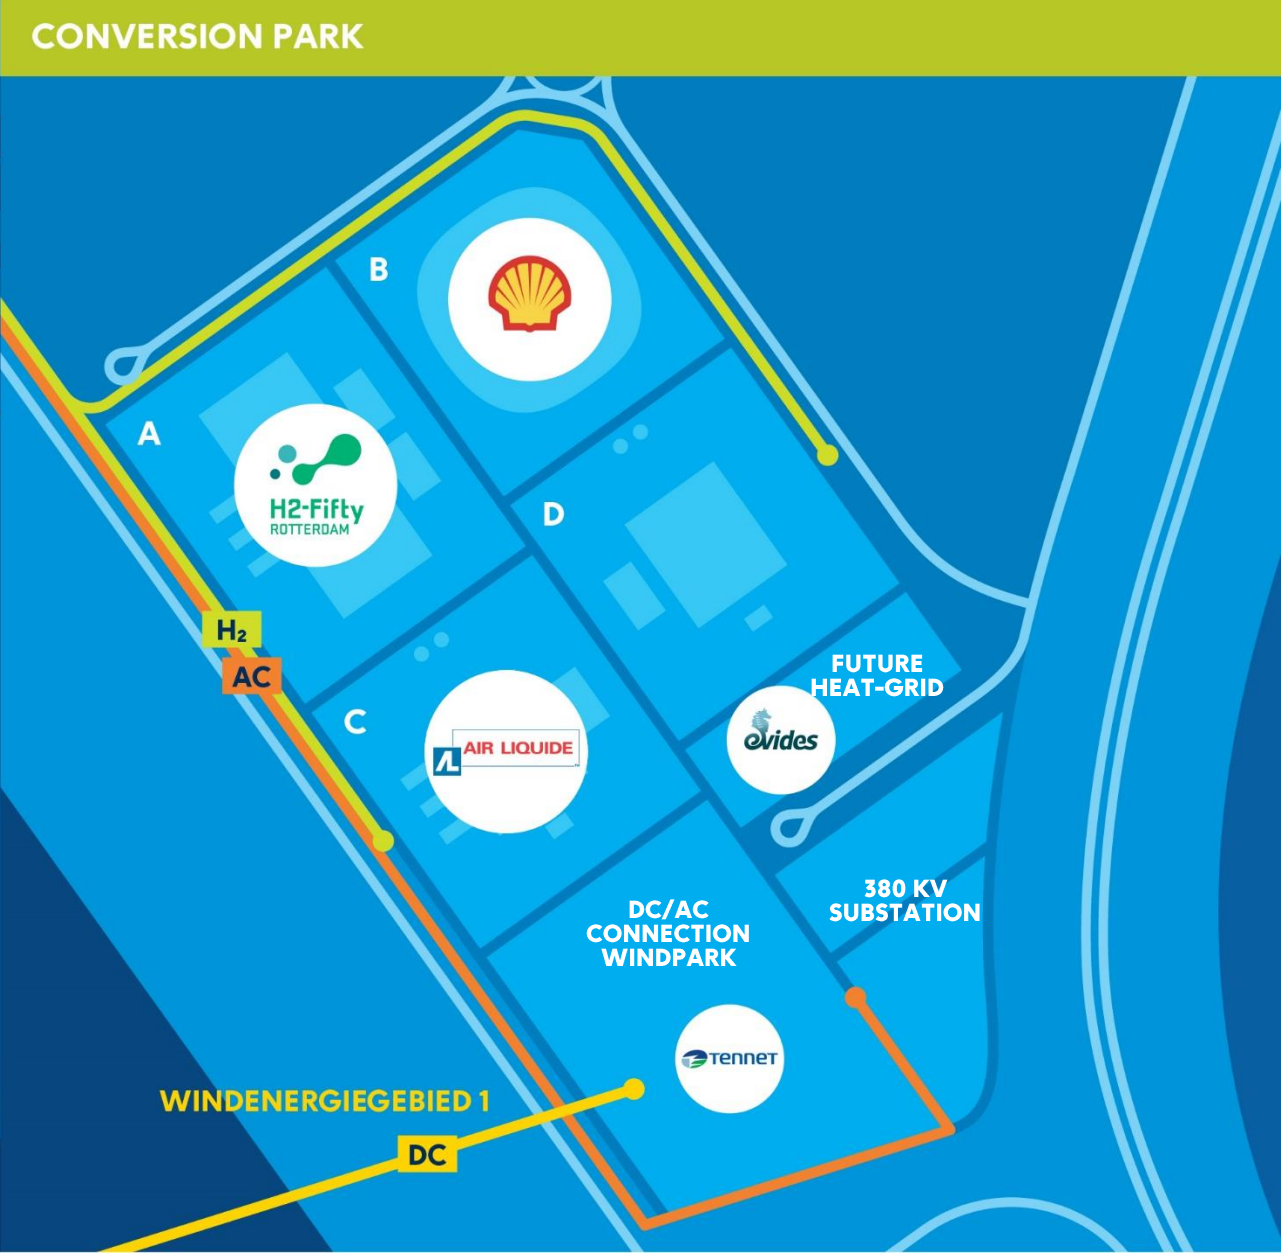 CONVERSION PARK
B
A
H2-Fifty
ROTTERDAM
D
H₂
AC
FUTURE
HEAT-GRID
C
AIR LIQUIDE
AL
evides
380 KV
SUBSTATION
DC/AC
CONNECTION
WINDPARK
TENNET
WINDENERGIEGEBIED 1
DC